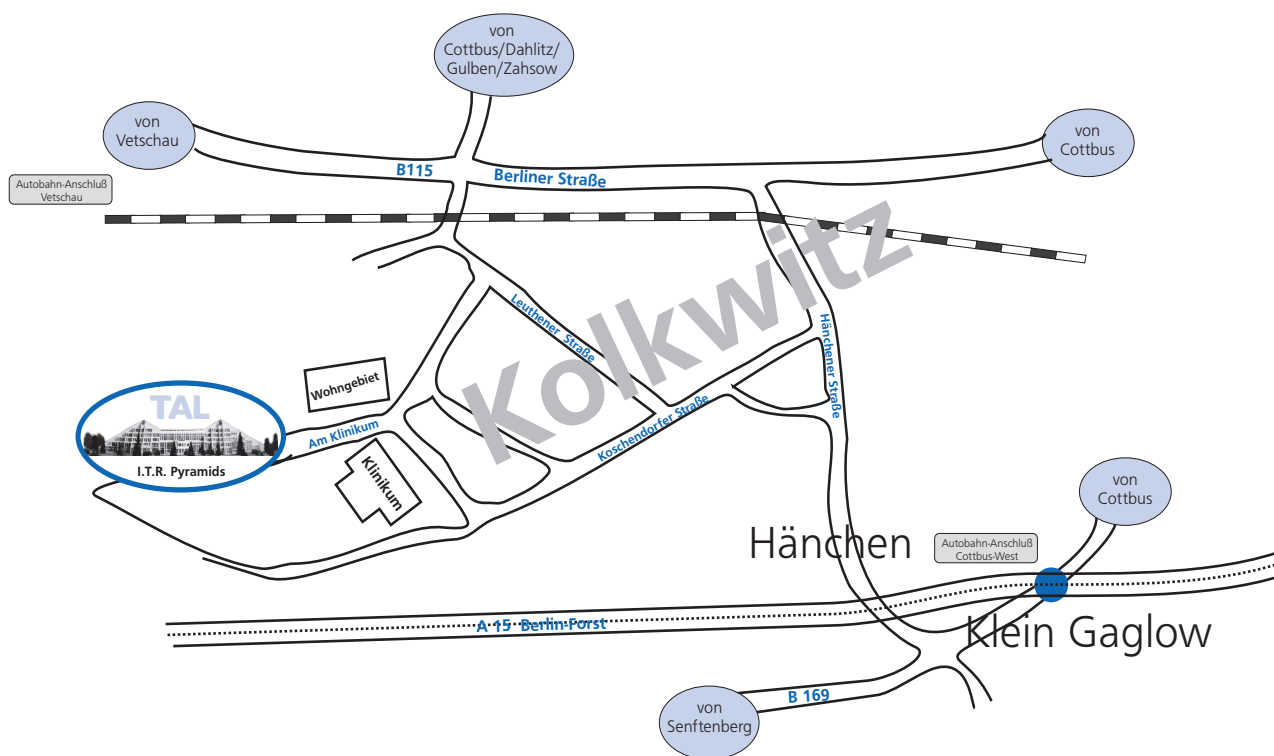 von
Cottbus/Dahlitz/
Gulben/Zahsow
von
Vetschau
von
Cottbus
B115
Berliner Straße
Autobahn-Anschluß
Vetschau
Kolkwitz
Leuthener Straße
Hänchener Straße
Wohngebiet
TAL
I.T.R. Pyramids
Am Klinikum
Klinikum
Koschendorfer Straße
von
Cottbus
Hänchen
Autobahn-Anschluß
Cottbus-West
A 15 Berlin-Forst
Klein Gaglow
B 169
von
Senftenberg